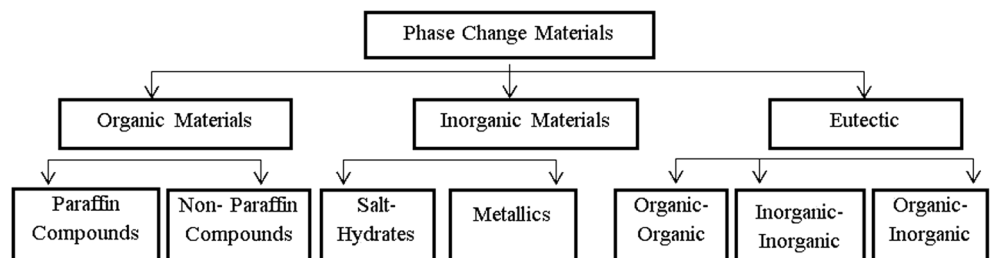 Phase Change Materials
Organic Materials
Inorganic Materials
Eutectic
Paraffin
Compounds
Non- Paraffin
Compounds
Salt-
Hydrates
Metallics
Organic-
Organic
Inorganic-
Inorganic
Organic-
Inorganic